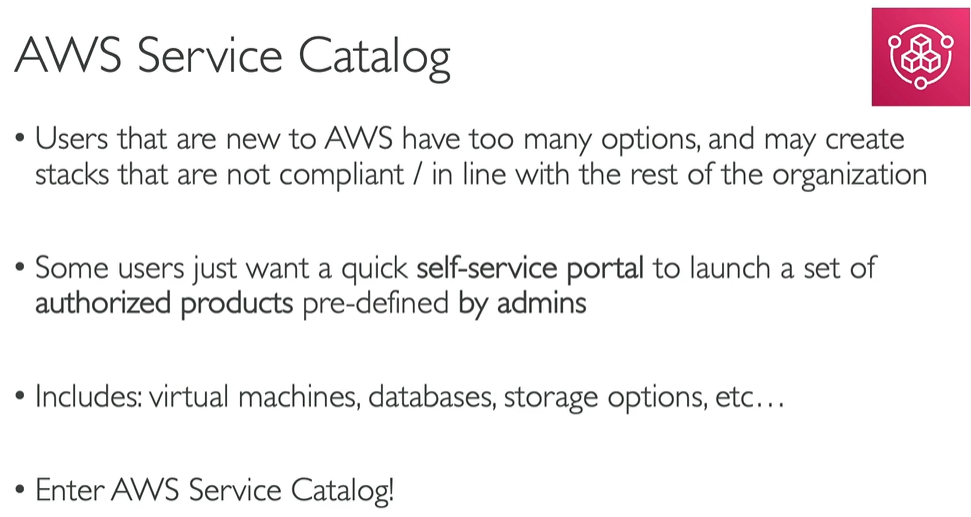 AWS Service Catalog
• Users that are new to AWS have too many options, and may create
stacks that are not compliant / in line with the rest of the organization
• Some users just want a quick self-service portal to launch a set of
authorized products pre-defined by admins
• Includes: virtual machines, databases, storage options, etc…
• Enter AWS Service Catalog!